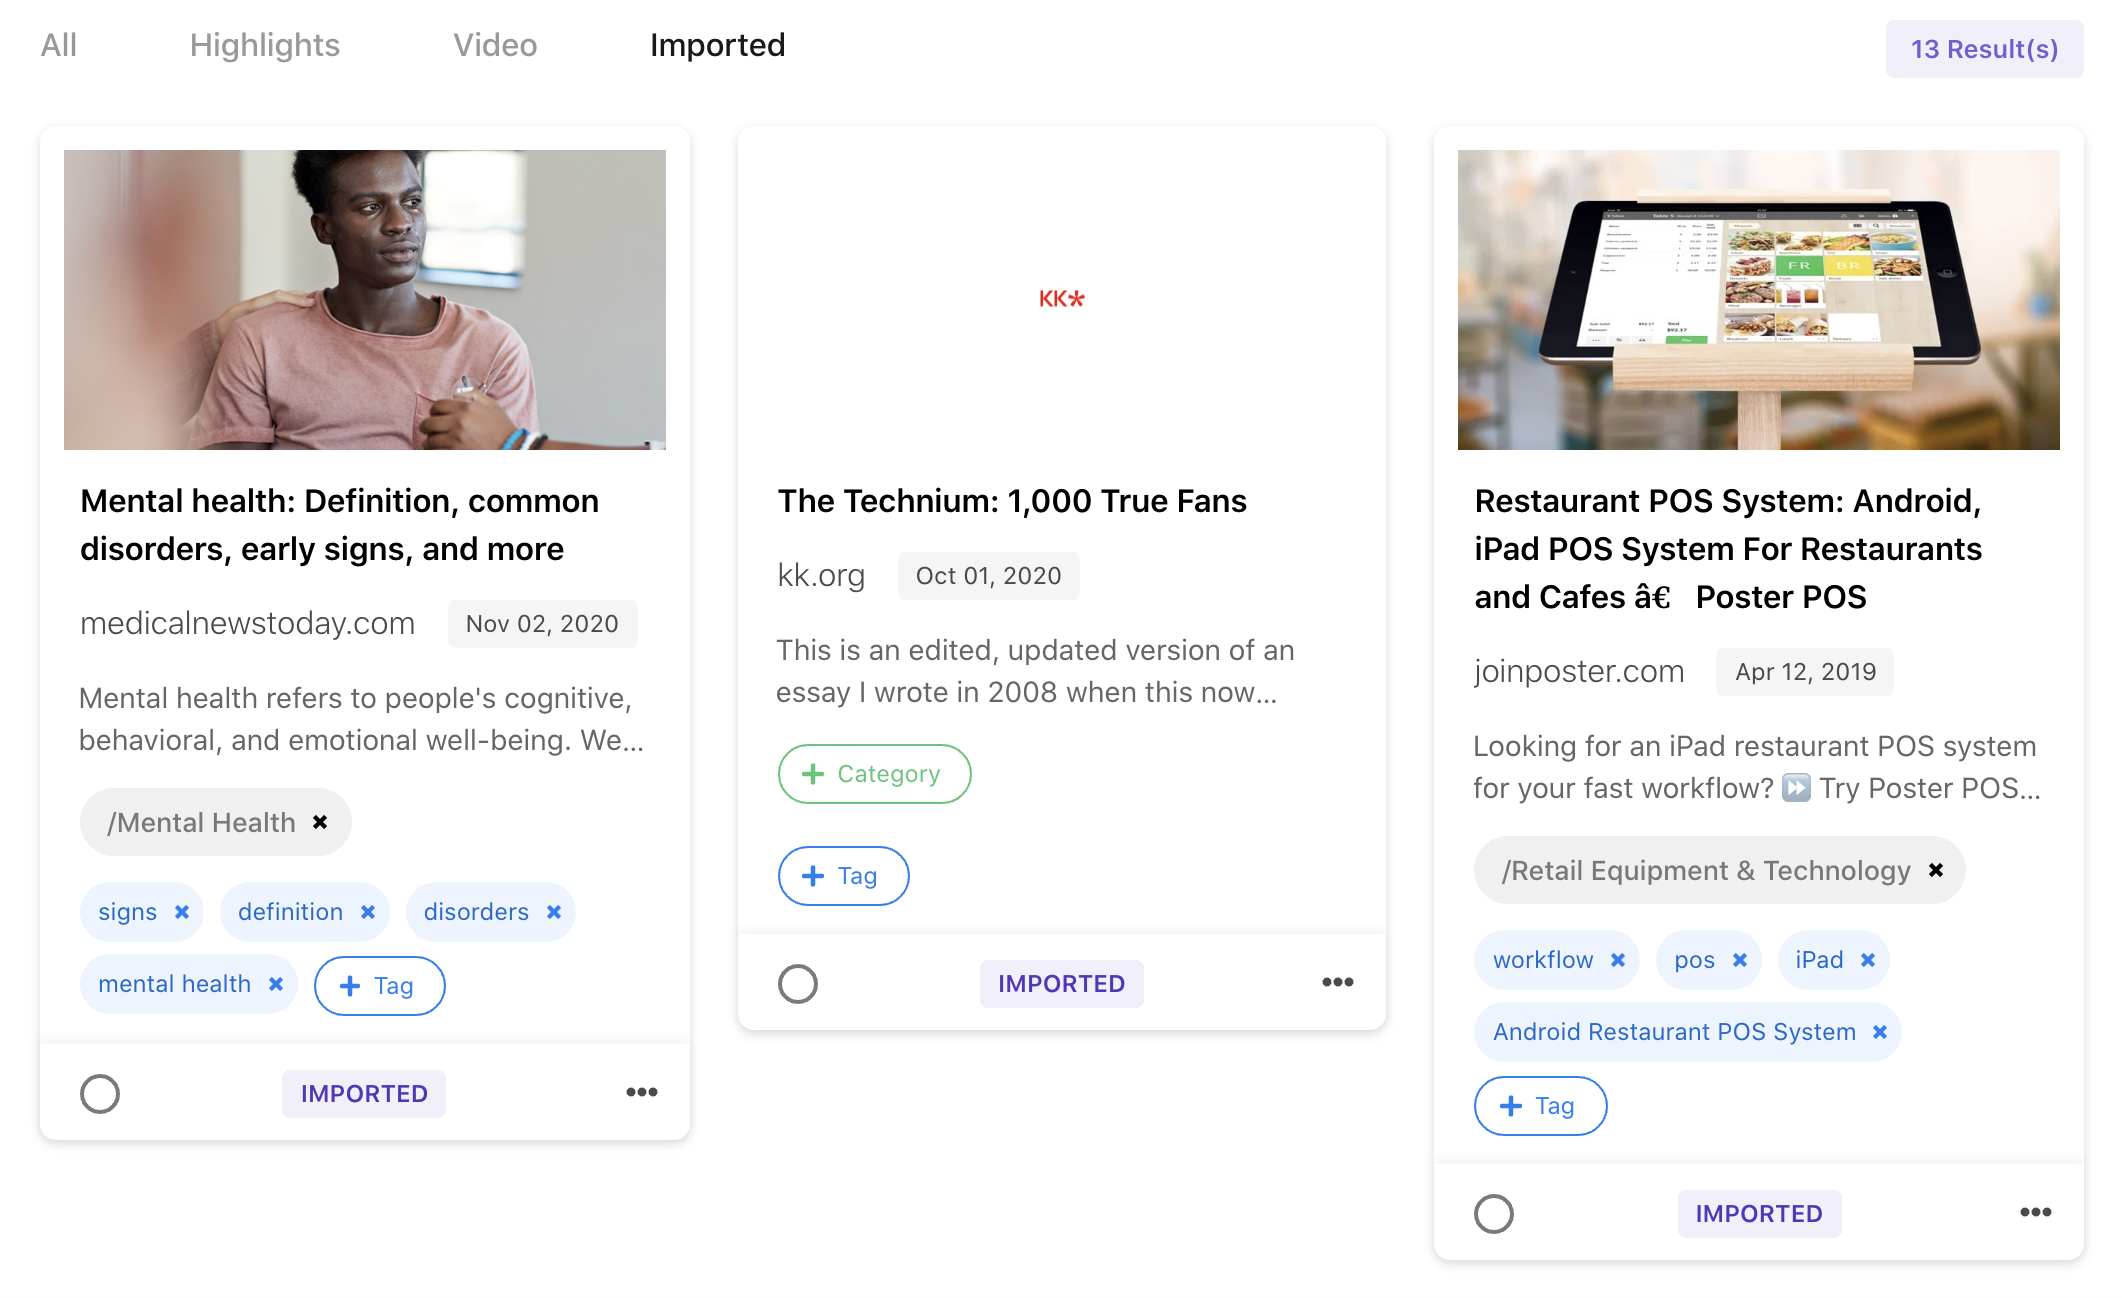 All
Highlights
Video
Imported
13 Result(s)
Mental health: Definition, common
disorders, early signs, and more
medicalnewstoday.com
Nov 02, 2020
Mental health refers to people's cognitive,
behavioral, and emotional well-being. We...
/Mental Health ×
signs ×
definition ×
disorders ×
mental health ×
+ Tag
IMPORTED
KK*
The Technium: 1,000 True Fans
kk.org
Oct 01, 2020
This is an edited, updated version of an
essay I wrote in 2008 when this now...
+ Category
+ Tag
IMPORTED
FR
BR
Restaurant POS System: Android,
iPad POS System For Restaurants
and Cafes â€ Poster POS
joinposter.com
Apr 12, 2019
Looking for an iPad restaurant POS system
for your fast workflow? ⏩ Try Poster POS...
/Retail Equipment & Technology ×
workflow ×
pos ×
iPad ×
Android Restaurant POS System ×
+ Tag
IMPORTED